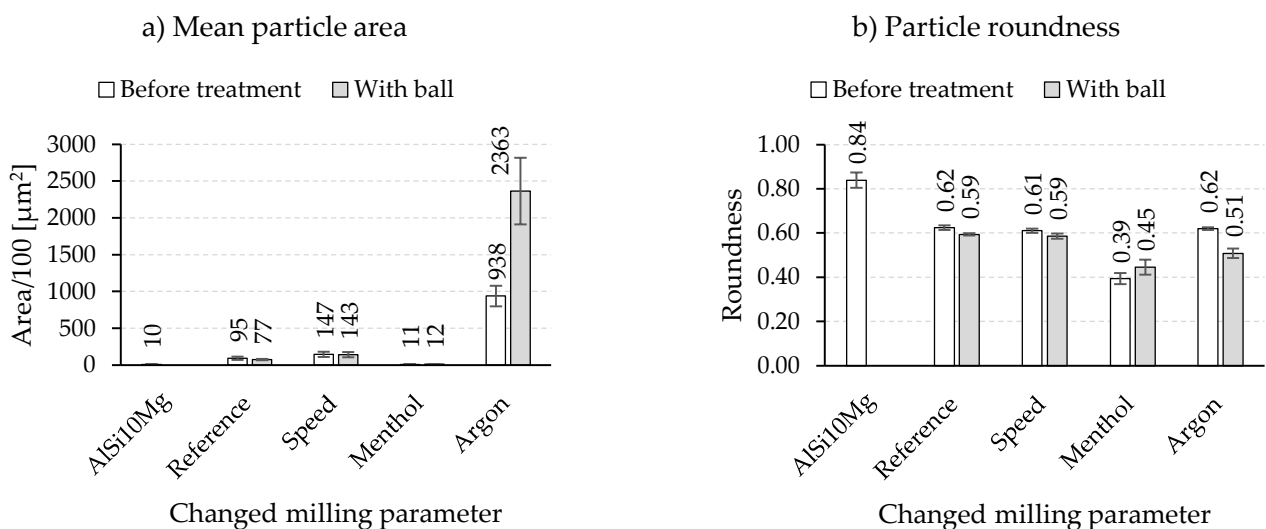 a) Mean particle area
Before treatment With ball
Area/100 [µm²]
3000
2500
2000
1500
1000
500
0
10
95
77
147
143
11
12
938
2363
AlSi10Mg
Reference
Speed
Menthol
Argon
Changed milling parameter
b) Particle roundness
Before treatment With ball
Roundness
1.00
0.80
0.60
0.40
0.20
0.00
0.84
0.62
0.59
0.61
0.59
0.39
0.45
0.62
0.51
AlSi10Mg
Reference
Speed
Menthol
Argon
Changed milling parameter